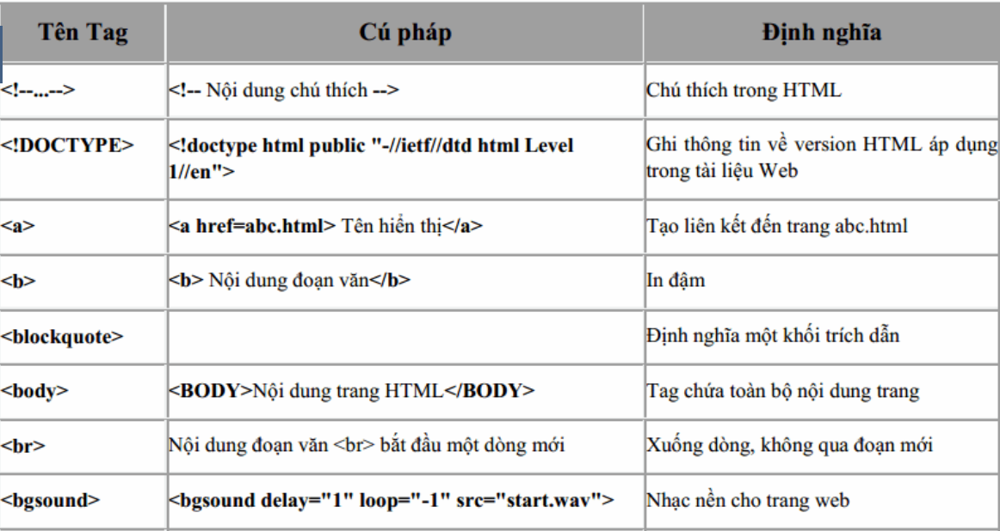 Tên Tag Cú pháp Định nghĩa
<!--...--> <!-- Nội dung chú thích --> Chú thích trong HTML
<!DOCTYPE> <!doctype html public "-//ietf//dtd html Level
1//en">
Ghi thông tin về version HTML áp dụng
trong tài liệu Web
<a> <a href=abc.html> Tên hiển thị</a> Tạo liên kết đến trang abc.html
<b> <b> Nội dung đoạn văn</b> In đậm
<blockquote> Định nghĩa một khối trích dẫn
<body> <BODY>Nội dung trang HTML</BODY> Tag chứa toàn bộ nội dung trang
<br> Nội dung đoạn văn <br> bắt đầu một dòng mới Xuống dòng, không qua đoạn mới
<bgsound> <bgsound delay="1" loop="-1" src="start.wav"> Nhạc nền cho trang web